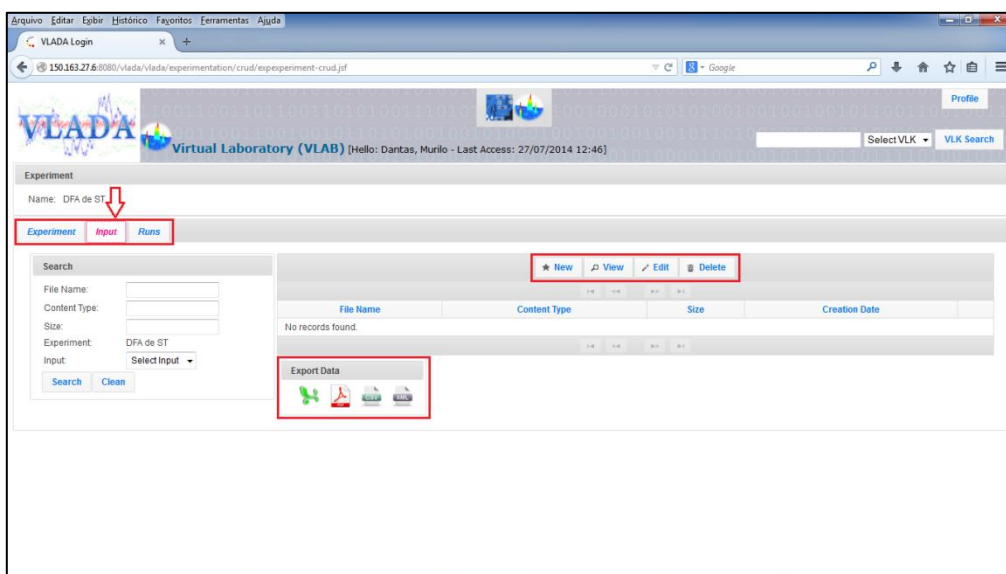 Arquivo Editar Exibir Histórico Favoritos Ferramentas Ajuda
VLADA Login
150.163.27.6:8080/vlada/vlada/experimentation/crud/expexperiment-crud.jsf
Google
Profile
VLADA
Virtual Laboratory (VLAB) [Hello: Dantas, Murilo - Last Access: 27/07/2014 12:46]
Select VLK
VLK Search
Experiment
Name: DFA de ST
Experiment Input Runs
Search
New View Edit Delete
File Name:
Content Type:
Size:
Experiment: DFA de ST
Input: Select Input
Search Clean
File Name Content Type Size Creation Date
No records found.
Export Data
PDF CSV XML